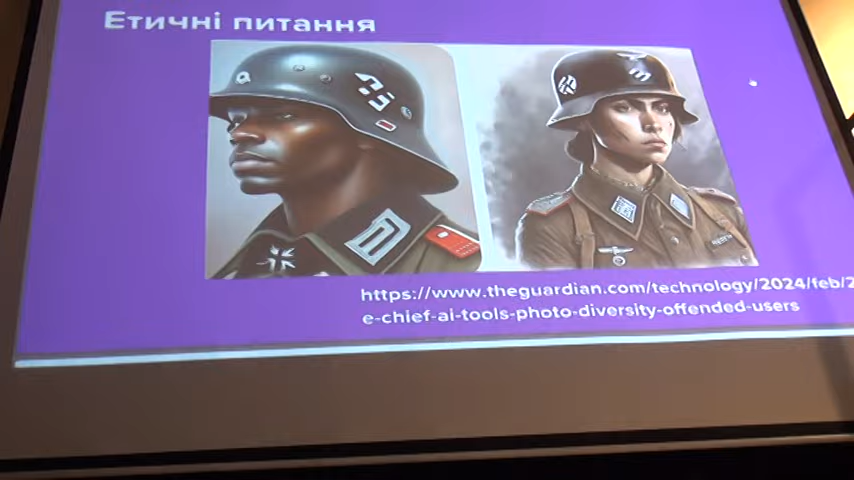 Етичні питання
https://www.theguardian.com/technology/2024/feb/2
e-chief-ai-tools-photo-diversity-offended-users